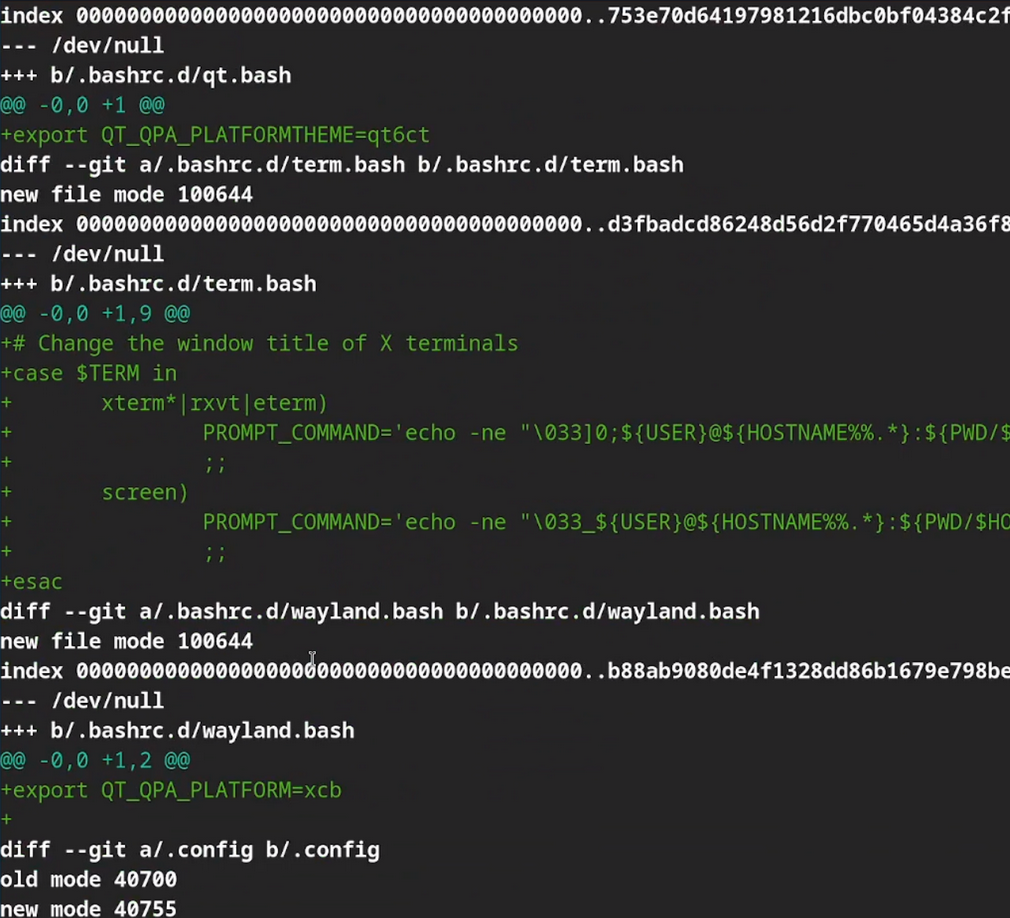 index 0000000000000000000000000000000000000000..753e70d64197981216dbc0bf04384c2f
--- /dev/null
+++ b/.bashrc.d/qt.bash
@@ -0,0 +1 @@
+export QT_QPA_PLATFORMTHEME=qt6ct
diff --git a/.bashrc.d/term.bash b/.bashrc.d/term.bash
new file mode 100644
index 0000000000000000000000000000000000000000..d3fbadcd86248d56d2f770465d4a36f8
--- /dev/null
+++ b/.bashrc.d/term.bash
@@ -0,0 +1,9 @@
+# Change the window title of X terminals
+case $TERM in
+       xterm*|rxvt|eterm)
+               PROMPT_COMMAND='echo -ne "\033]0;${USER}@${HOSTNAME%%.*}:${PWD/$
+               ;;
+       screen)
+               PROMPT_COMMAND='echo -ne "\033_${USER}@${HOSTNAME%%.*}:${PWD/$HO
+               ;;
+esac
diff --git a/.bashrc.d/wayland.bash b/.bashrc.d/wayland.bash
new file mode 100644
index 0000000000000000000000000000000000000000..b88ab9080de4f1328dd86b1679e798be
--- /dev/null
+++ b/.bashrc.d/wayland.bash
@@ -0,0 +1,2 @@
+export QT_QPA_PLATFORM=xcb
+
diff --git a/.config b/.config
old mode 40700
new mode 40755